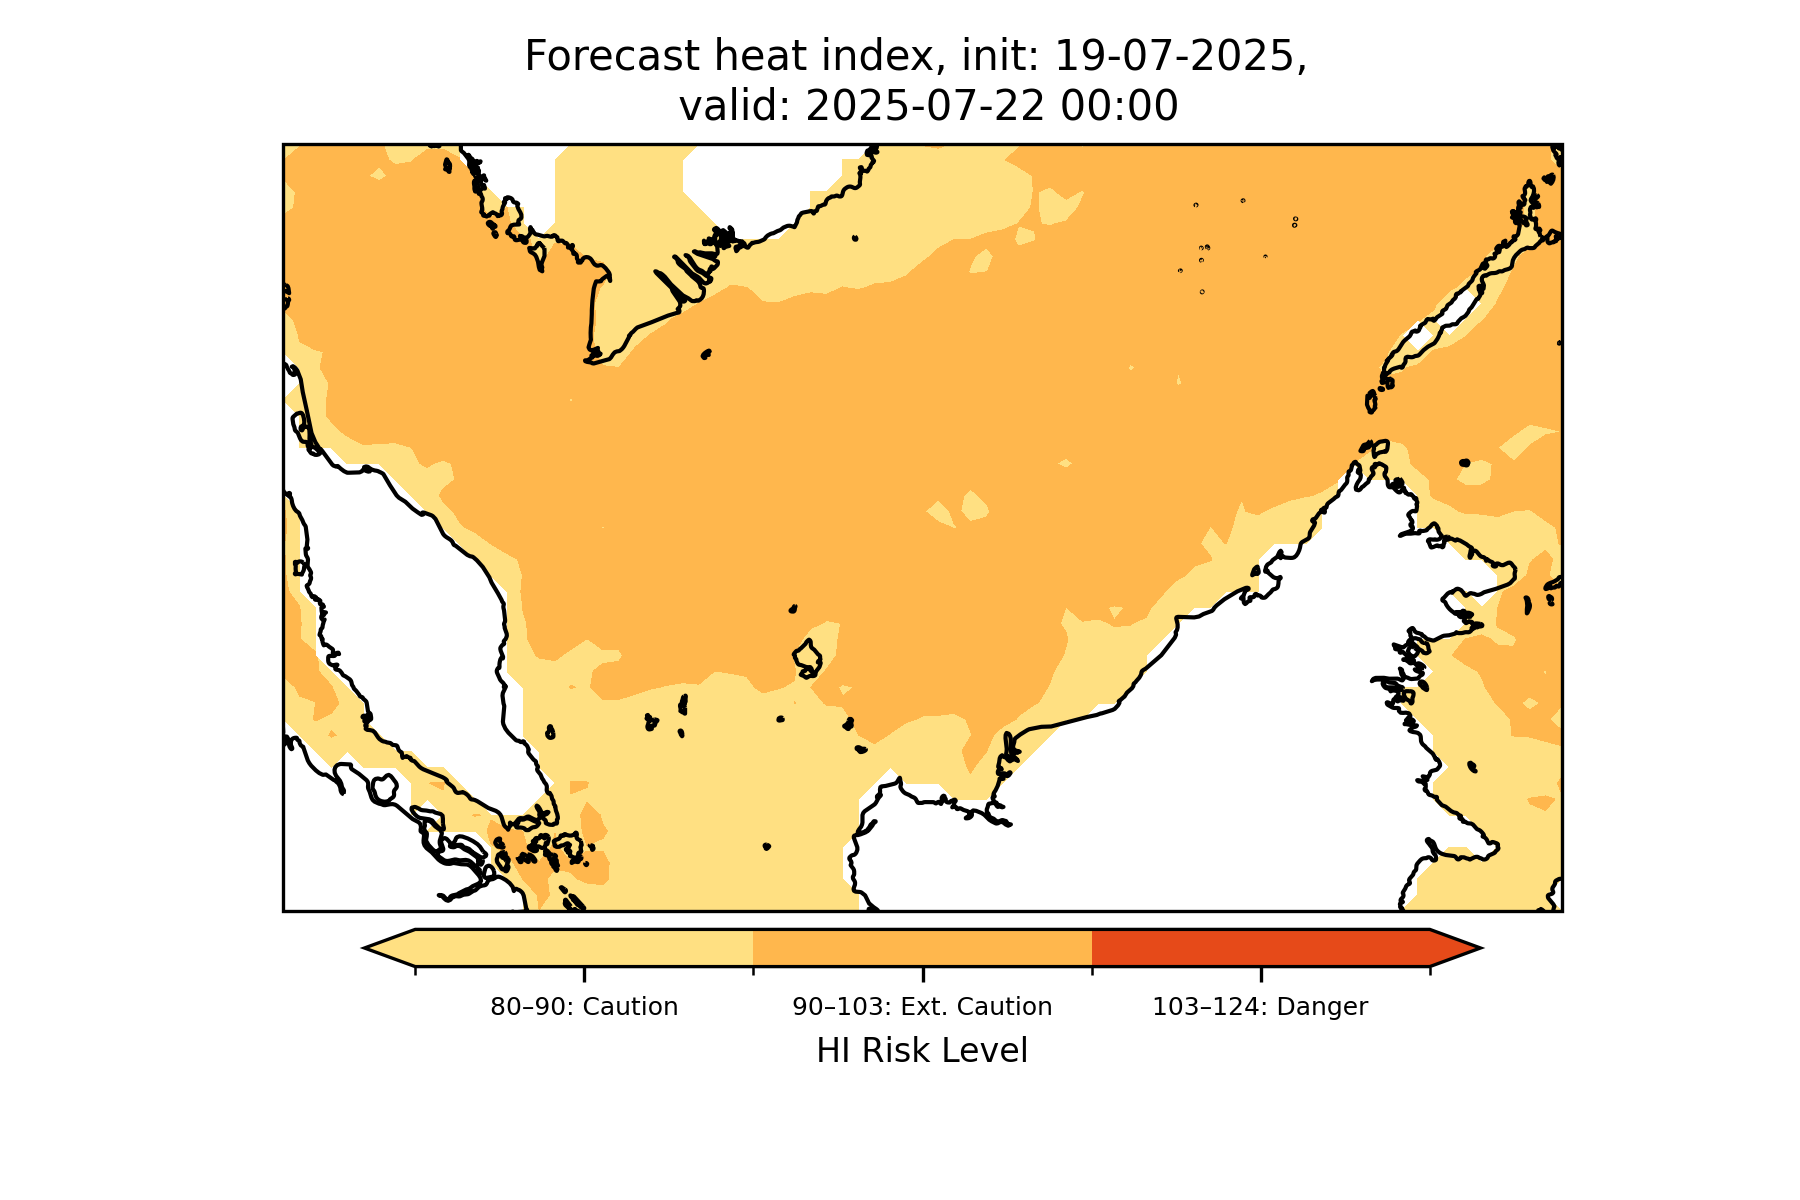 Forecast heat index, init: 19-07-2025,
valid: 2025-07-22 00:00
80–90: Caution
90–103: Ext. Caution
103–124: Danger
HI Risk Level